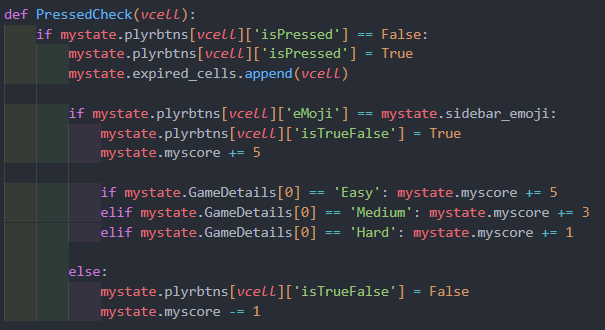 def PressedCheck(vcell):
    if mystate.plyrbtns[vcell]['isPressed'] == False:
        mystate.plyrbtns[vcell]['isPressed'] = True
        mystate.expired_cells.append(vcell)

        if mystate.plyrbtns[vcell]['eMoji'] == mystate.sidebar_emoji:
            mystate.plyrbtns[vcell]['isTrueFalse'] = True
            mystate.myscore += 5

            if mystate.GameDetails[0] == 'Easy': mystate.myscore += 5
            elif mystate.GameDetails[0] == 'Medium': mystate.myscore += 3
            elif mystate.GameDetails[0] == 'Hard': mystate.myscore += 1

        else:
            mystate.plyrbtns[vcell]['isTrueFalse'] = False
            mystate.myscore -= 1